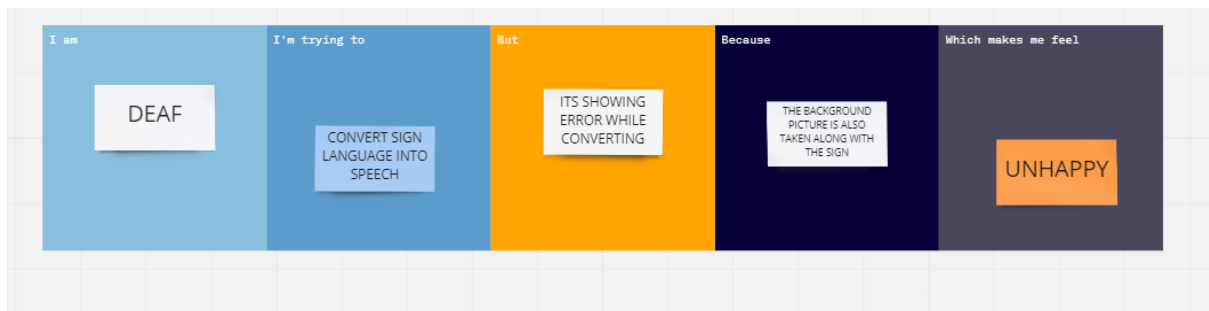 I am
DEAF
I'm trying to
CONVERT SIGN
LANGUAGE INTO
SPEECH
But
ITS SHOWING
ERROR WHILE
CONVERTING
Because
THE BACKGROUND
PICTURE IS ALSO
TAKEN ALONG WITH
THE SIGN
Which makes me feel
UNHAPPY